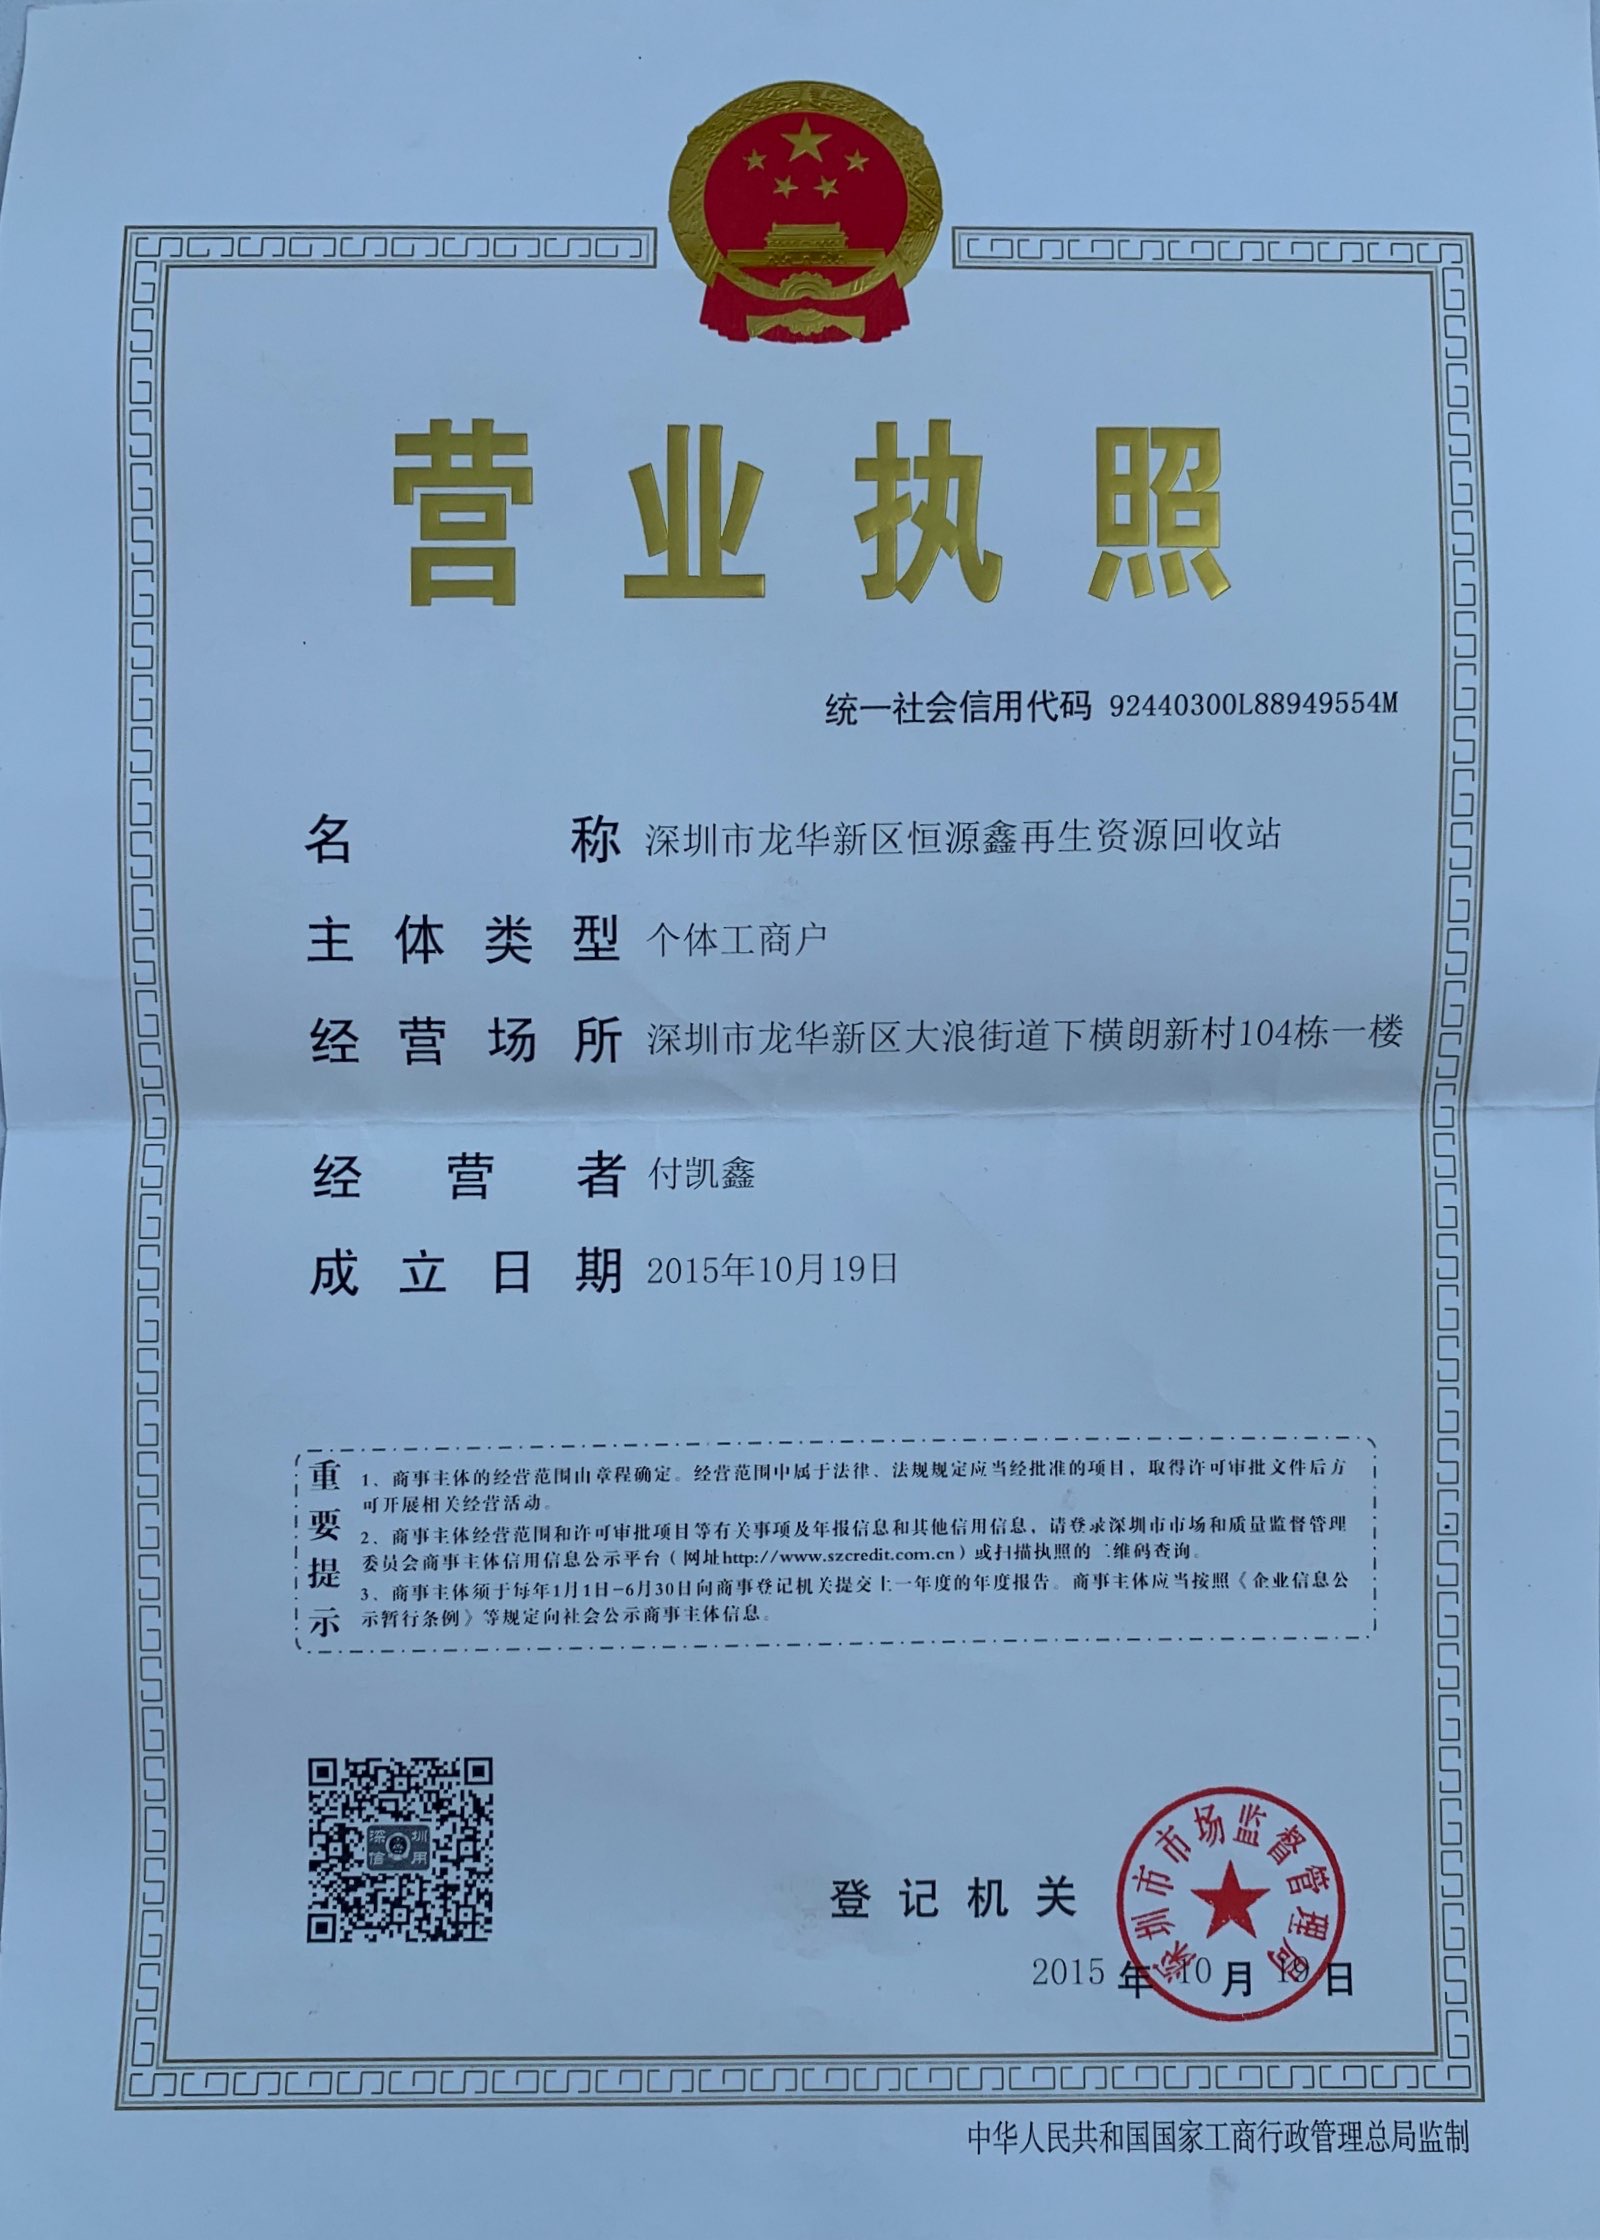 营业执照
统一社会信用代码 92440300L88949554M
名称 深圳市龙华新区恒源鑫再生资源回收站
主体类型 个体工商户
经营场所 深圳市龙华新区大浪街道下横朗新村104栋一楼
经营者 付凯鑫
成立日期 2015年10月19日
重要提示
1、商事主体的经营范围由章程确定。经营范围中属于法律、法规规定应当经批准的项目，取得许可审批文件后方
可开展相关经营活动。
2、商事主体经营范围和许可审批项目等有关事项及年报信息和其他信用信息，请登录深圳市市场和质量监督管理
委员会商事主体信用信息公示平台（网址http://www.szcredit.com.cn）或扫描执照的二维码查询。
3、商事主体须于每年1月1日-6月30日向商事登记机关提交上一年度的年度报告。商事主体应当按照《企业信息公
示暂行条例》等规定向社会公示商事主体信息。
深圳
信用
登记机关
深圳市市场监督管理局
2015年10月19日
中华人民共和国国家工商行政管理总局监制